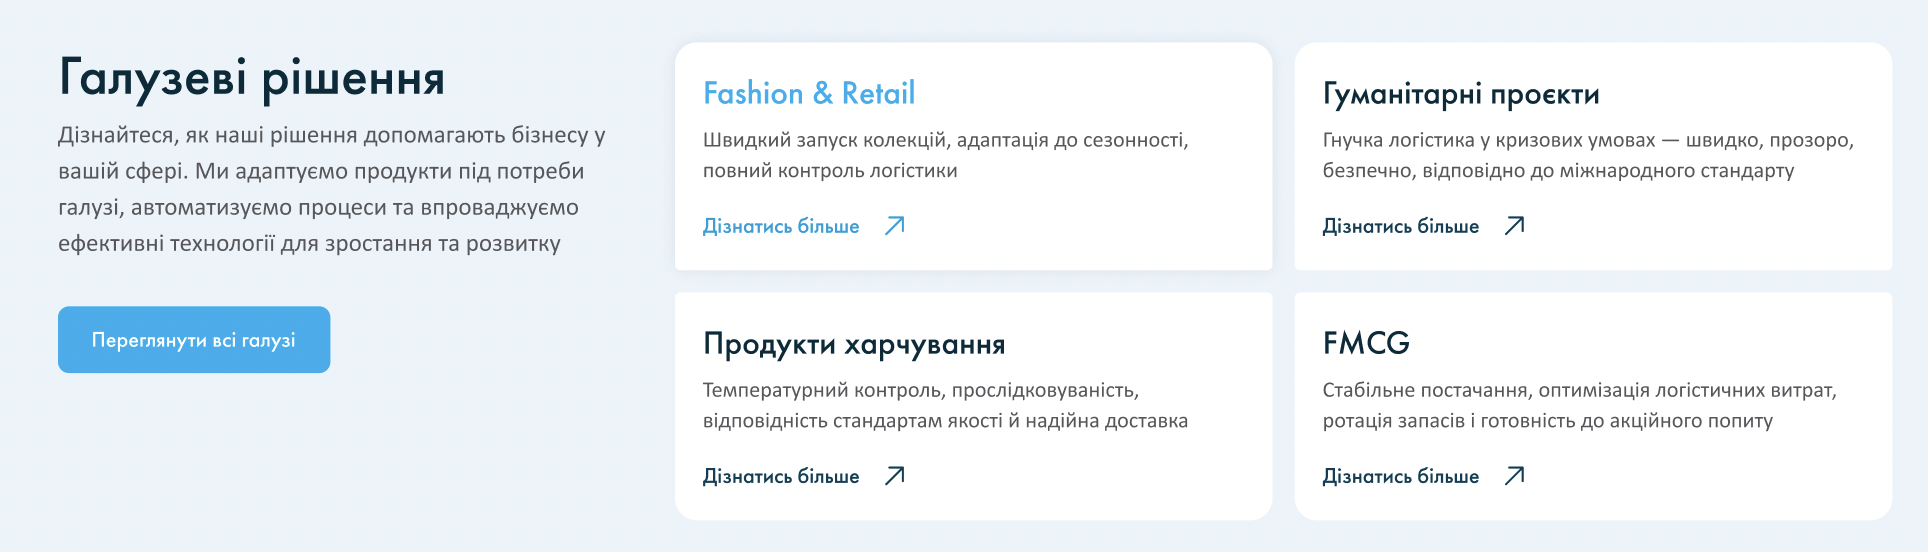 Галузеві рішення
Дізнайтеся, як наші рішення допомагають бізнесу у
вашій сфері. Ми адаптуємо продукти під потреби
галузі, автоматизуємо процеси та впроваджуємо
ефективні технології для зростання та розвитку
Переглянути всі галузі
Fashion & Retail
Швидкий запуск колекцій, адаптація до сезонності,
повний контроль логістики
Дізнатись більше
Гуманітарні проєкти
Гнучка логістика у кризових умовах — швидко, прозоро,
безпечно, відповідно до міжнародного стандарту
Дізнатись більше
Продукти харчування
Температурний контроль, прослідковуваність,
відповідність стандартам якості й надійна доставка
Дізнатись більше
FMCG
Стабільне постачання, оптимізація логістичних витрат,
ротація запасів і готовність до акційного попиту
Дізнатись більше